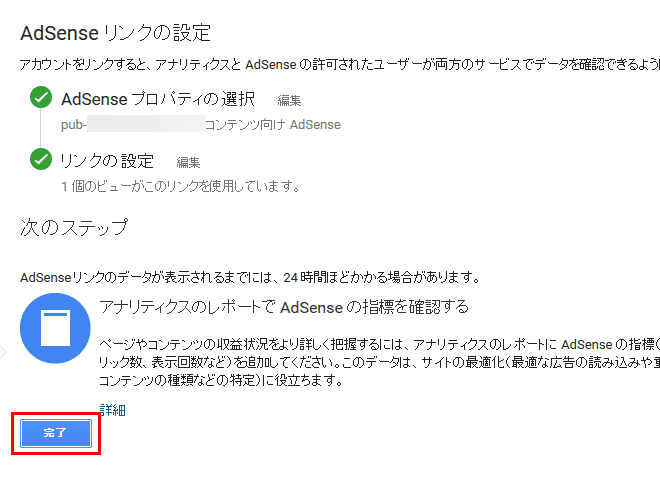 AdSense リンクの設定
アカウントをリンクすると、アナリティクスと AdSense の許可されたユーザーが両方のサービスでデータを確認できるよう
AdSense プロパティの選択 編集
pub- コンテンツ向け AdSense
リンクの設定 編集
1 個のビューがこのリンクを使用しています。
次のステップ
AdSenseリンクのデータが表示されるまでには、24 時間ほどかかる場合があります。
アナリティクスのレポートで AdSense の指標を確認する
ページやコンテンツの収益状況をより詳しく把握するには、アナリティクスのレポートに AdSense の指標(
リック数、表示回数など)を追加してください。このデータは、サイトの最適化(最適な広告の読み込みや重
コンテンツの種類などの特定)に役立ちます。
詳細
完了